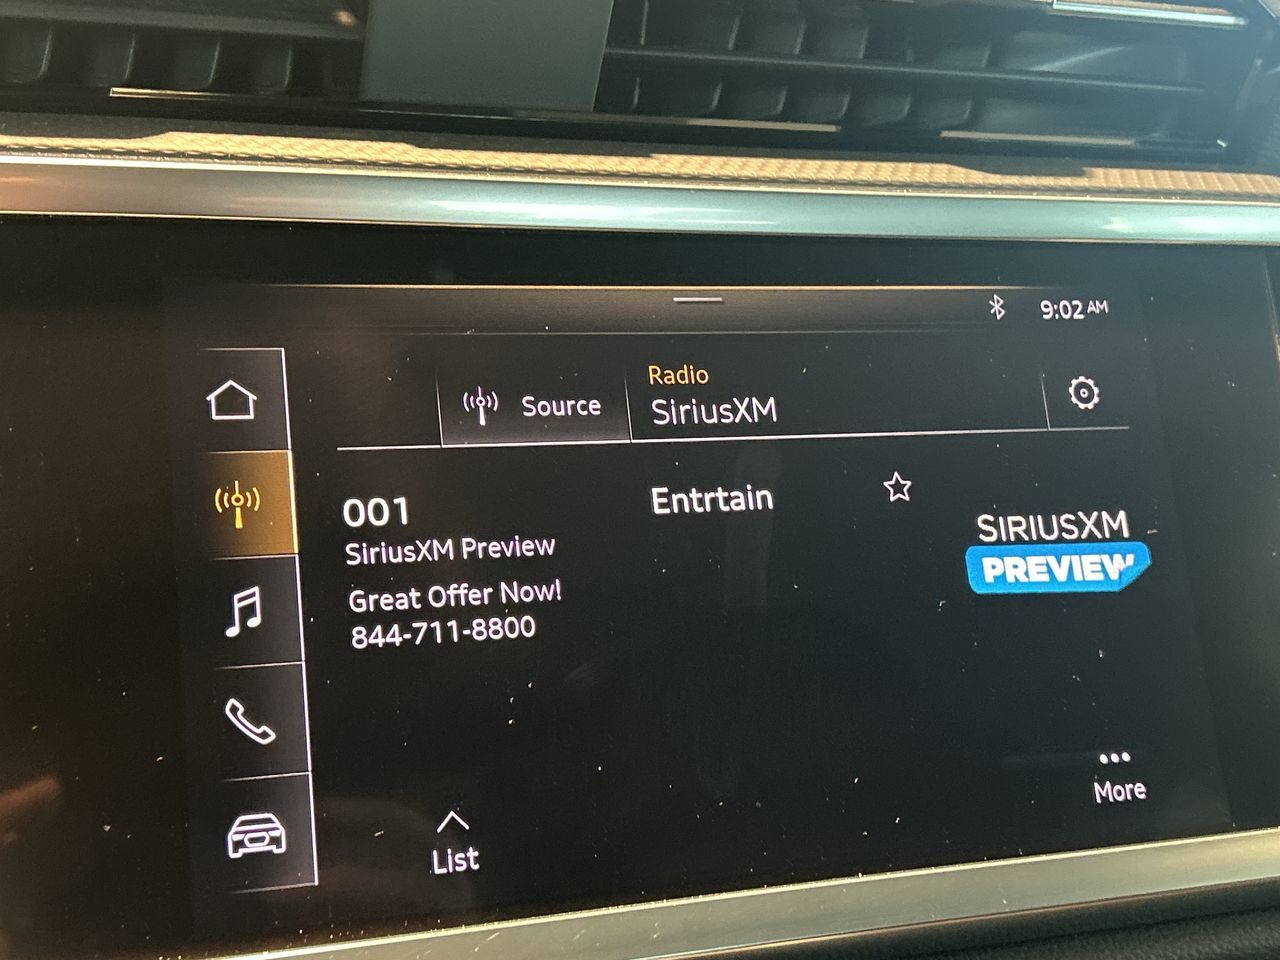 9:02 AM
Source
Radio
SiriusXM
001
Entrtain
SiriusXM Preview
Great Offer Now!
844-711-8800
SIRIUSXM
PREVIEW
More
List